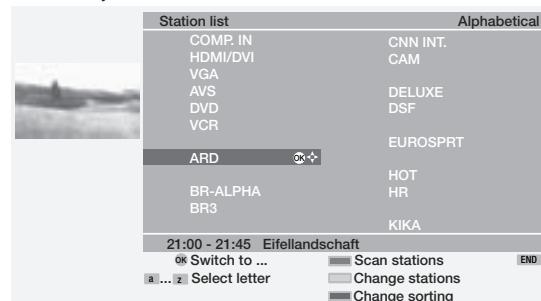 Station list Alphabetical
COMP. IN
HDMI/DVI
VGA
AVS
DVD
VCR
ARD OK
BR-ALPHA
BR3
CNN INT.
CAM
DELUXE
DSF
EUROSPRT
HOT
HR
KIKA
21:00 - 21:45 Eifellandschaft
OK Switch to ...
a ... z Select letter
Scan stations
Change stations
Change sorting
END